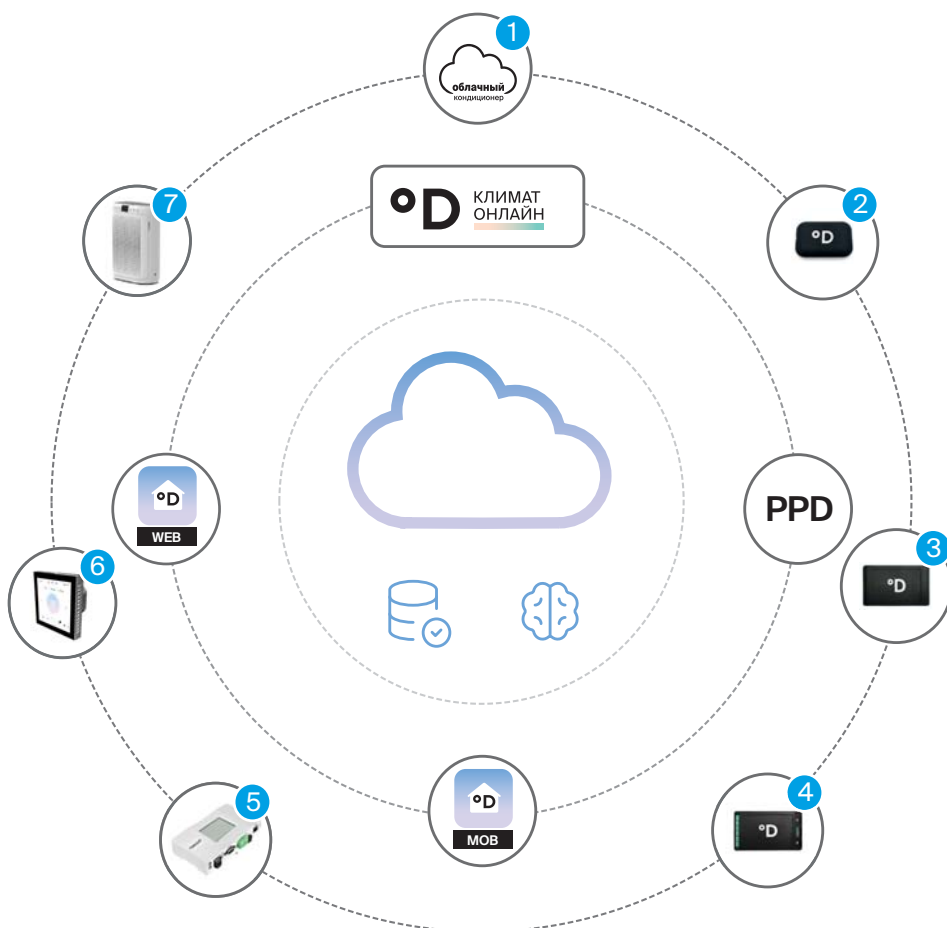 1
облачный
кондиционер
7
°D
КЛИМАТ
ОНЛАЙН
2
°D
°D
WEB
PPD
3
°D
6
5
°D
MOB
4
°D